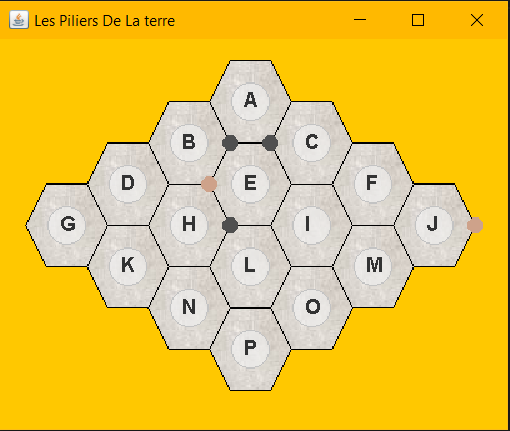 Les Piliers De La terre
A
B C
D E F
G H I J
K L M
N O
P